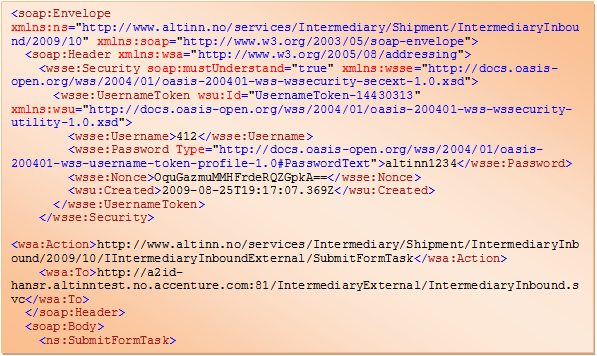 <soap:Envelope
xmlns:ns="http://www.altinn.no/services/Intermediary/Shipment/IntermediaryInbou
nd/2009/10" xmlns:soap="http://www.w3.org/2003/05/soap-envelope">
<soap:Header xmlns:wsa="http://www.w3.org/2005/08/addressing">
<wsse:Security soap:mustUnderstand="true" xmlns:wsse="http://docs.oasis-
open.org/wss/2004/01/oasis-200401-wss-wssecurity-secext-1.0.xsd">
<wsse:UsernameToken wsu:Id="UsernameToken-14430313"
xmlns:wsu="http://docs.oasis-open.org/wss/2004/01/oasis-200401-wss-wssecurity-
utility-1.0.xsd">
<wsse:Username>412</wsse:Username>
<wsse:Password Type="http://docs.oasis-open.org/wss/2004/01/oasis-
200401-wss-username-token-profile-1.0#PasswordText">altinn1234</wsse:Password>
<wsse:Nonce>OquGazmuMMHFrdeRQZGpkA==</wsse:Nonce>
<wsu:Created>2009-08-25T19:17:07.369Z</wsu:Created>
</wsse:UsernameToken>
</wsse:Security>
<wsa:Action>http://www.altinn.no/services/Intermediary/Shipment/IntermediaryInb
ound/2009/10/IIntermediaryInboundExternal/SubmitFormTask</wsa:Action>
<wsa:To>http://a2id-
hansr.altinntest.no.accenture.com:81/IntermediaryExternal/IntermediaryInbound.s
vc</wsa:To>
</soap:Header>
<soap:Body>
<ns:SubmitFormTask>